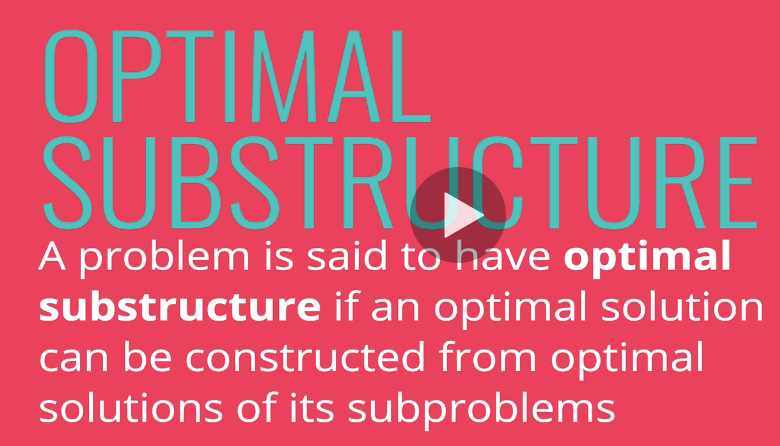 OPTIMAL
SUBSTRUCTURE
A problem is said to have optimal
substructure if an optimal solution
can be constructed from optimal
solutions of its subproblems